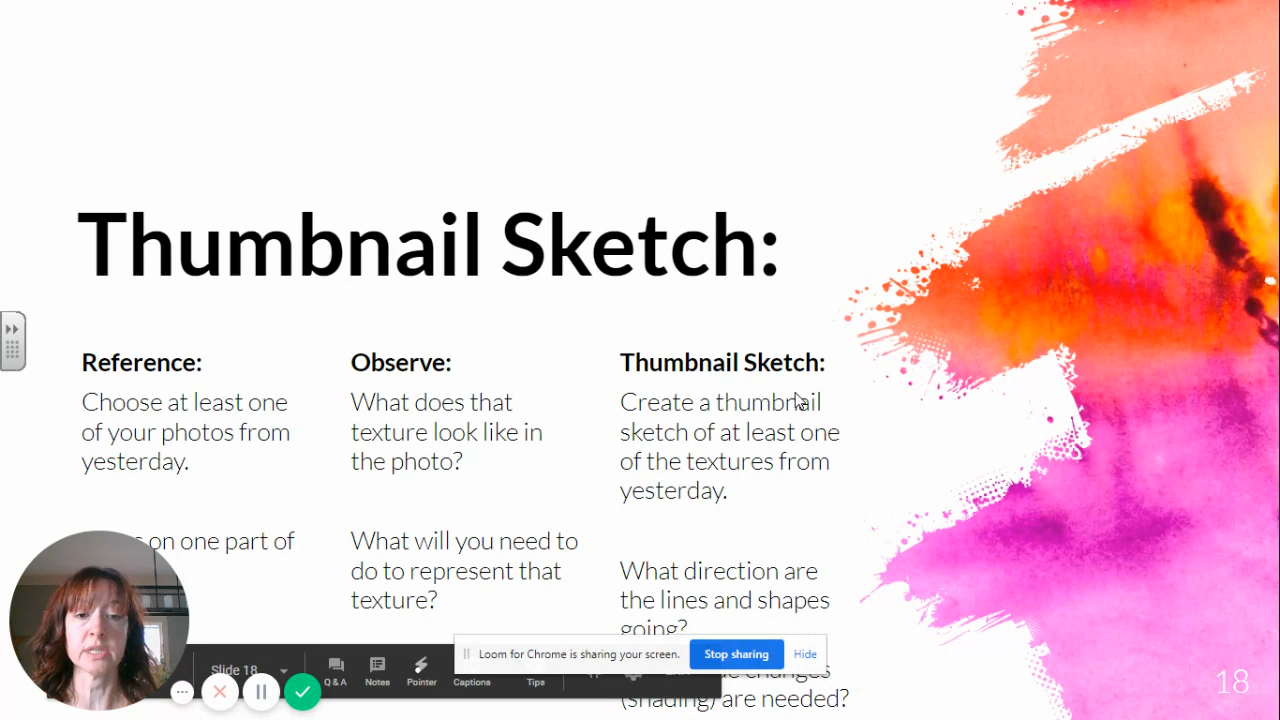 Thumbnail Sketch:
Reference:
Choose at least one
of your photos from
yesterday.
on one part of
Observe:
What does that
texture look like in
the photo?
What will you need to
do to represent that
texture?
Thumbnail Sketch:
Create a thumbnail
sketch of at least one
of the textures from
yesterday.
What direction are
the lines and shapes
going?
changes
(shading) are needed?
Loom for Chrome is sharing your screen.
Stop sharing
Hide
Slide 18
Q & A
Notes
Pointer
Captions
Tips
18